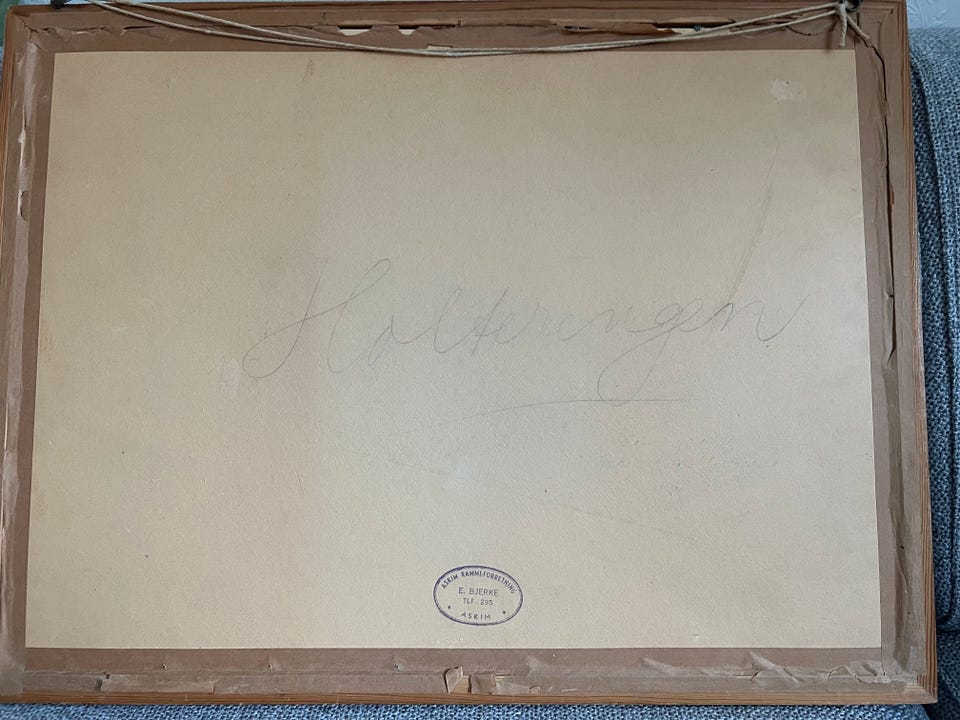 Holteringen
ASKIM RAMMEFORRETNING
E. BJERKE
TLF. 295
ASKIM